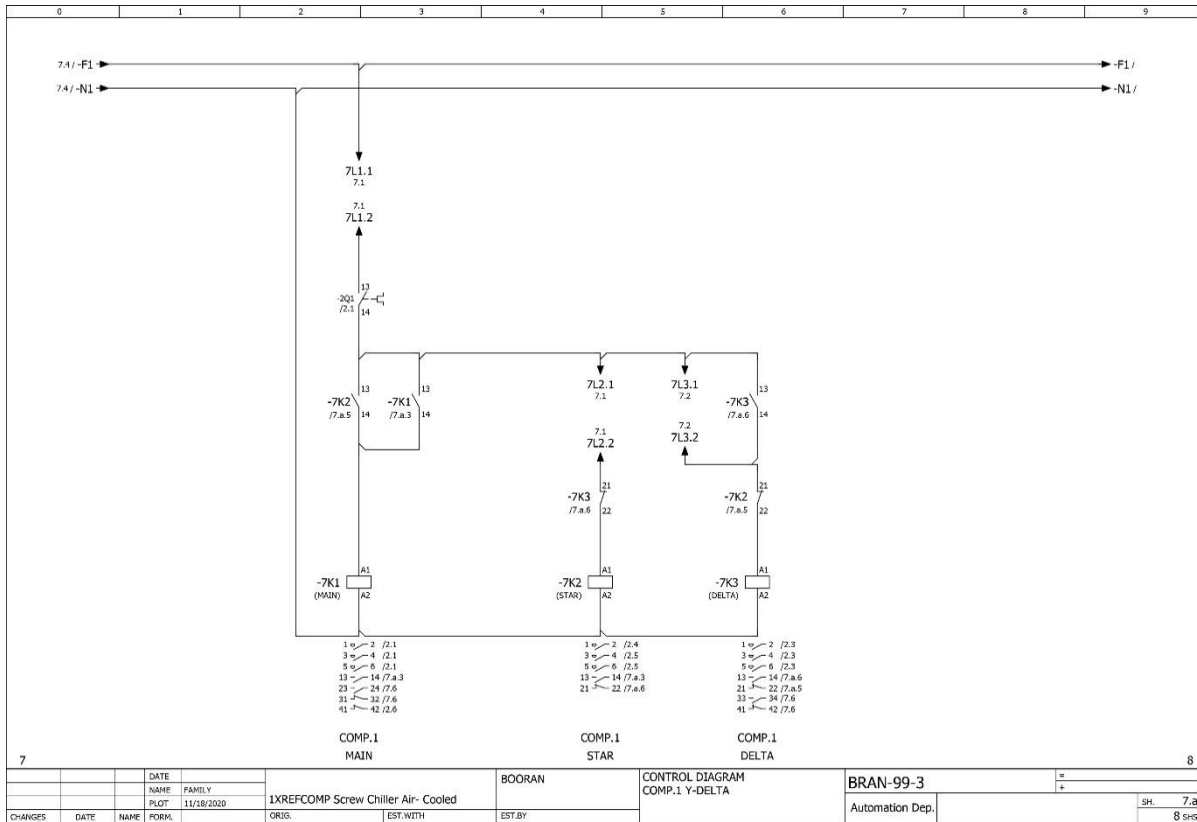 0 1 2 3 4 5 6 7 8 9
7.4/ -F1 -F1 /
7.4/ -N1 -N1 /
7L1.1
7.1
7.1
7L1.2
13
-2Q1
/2.1 14
13 13 7L2.1 7L3.1 13
7.1 7.2
-7K2 -7K1 -7K3
/7.a.5 14 /7.a.3 14 /7.a.6 14
7.1 7.2
7L2.2 7L3.2
21 21
-7K3 -7K2
/7.a.6 22 /7.a.5 22
A1 A1 A1
-7K1 -7K2 -7K3
(MAIN) A2 (STAR) A2 (DELTA) A2
1 2 /2.1 1 2 /2.4 1 2 /2.3
3 4 /2.1 3 4 /2.5 3 4 /2.3
5 6 /2.1 5 6 /2.5 5 6 /2.3
13 14 /7.a.3 13 14 /7.a.3 13 14 /7.a.6
23 24 /7.6 21 22 /7.a.6 21 22 /7.a.5
31 32 /7.6 33 34 /7.6
41 42 /2.6 41 42 /7.6
COMP.1 COMP.1 COMP.1
MAIN STAR DELTA
7 8
DATE BOORAN CONTROL DIAGRAM BRAN-99-3 =
NAME FAMILY COMP.1 Y-DELTA +
PLOT 11/18/2020 1XREFCOMP Screw Chiller Air- Cooled Automation Dep. SH. 7.a
CHANGES DATE NAME FORM. ORIG. EST.WITH EST.BY 8 SHS